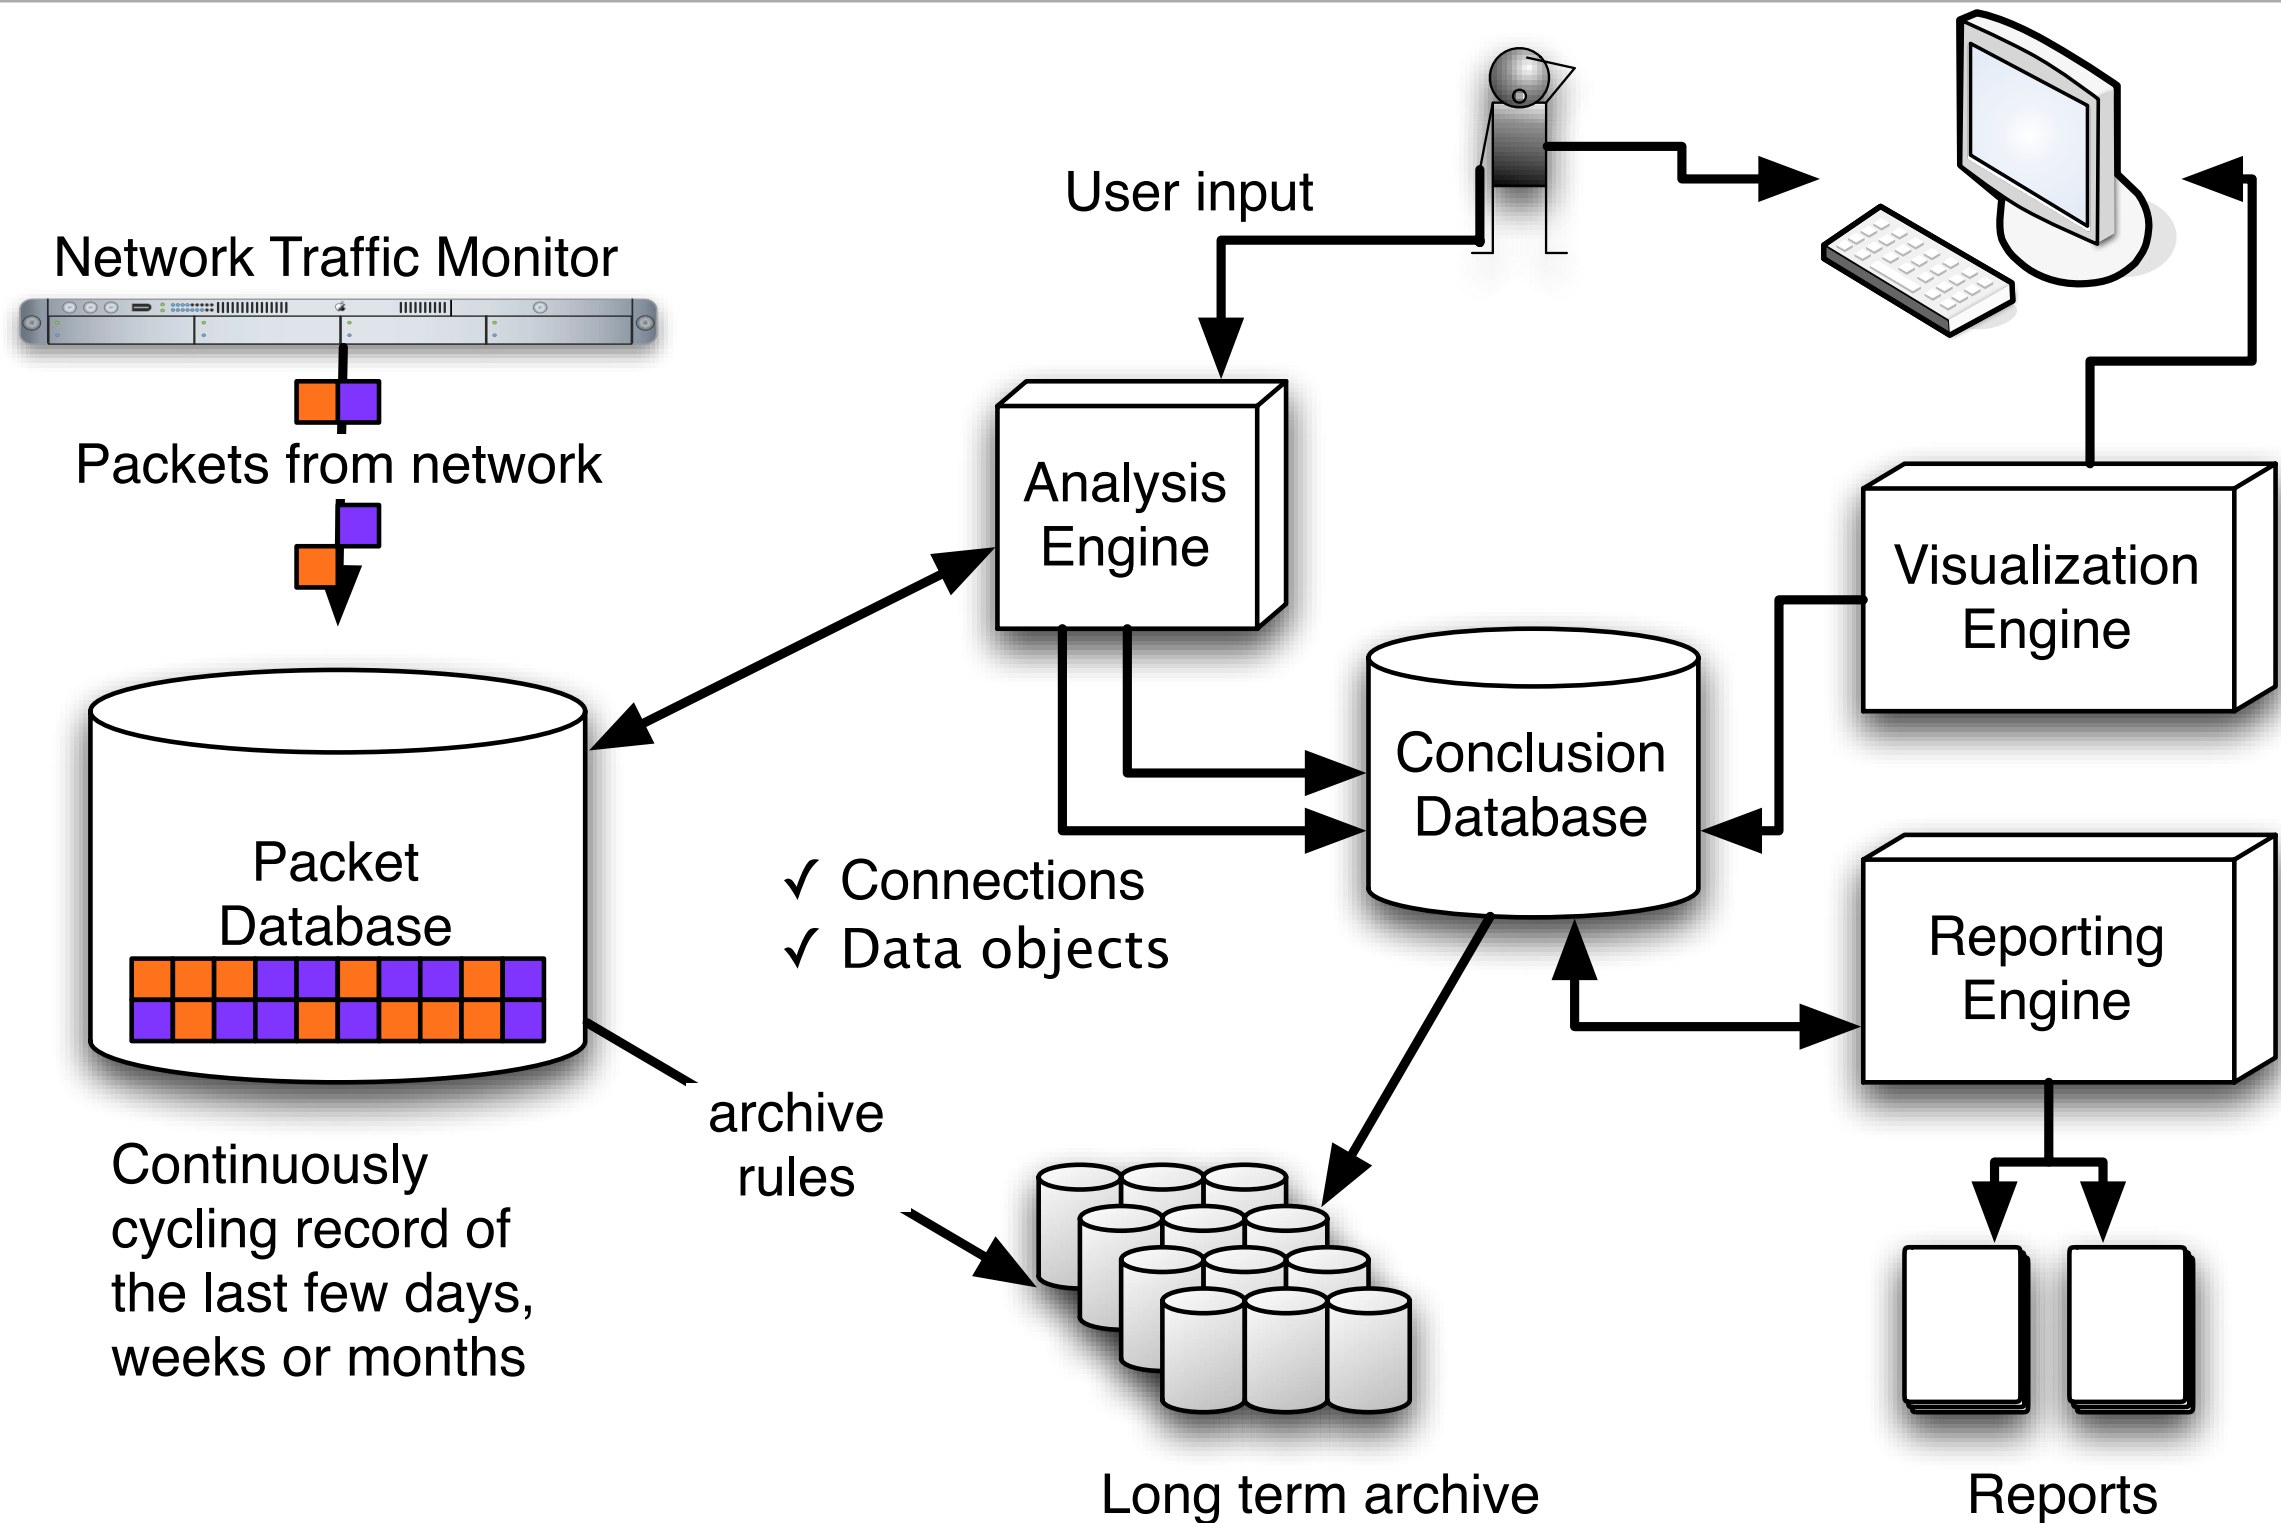 User input
Network Traffic Monitor
Packets from network
Analysis
Engine
Visualization
Engine
Conclusion
Database
Packet
Database
✓ Connections
✓ Data objects
Reporting
Engine
archive
rules
Continuously
cycling record of
the last few days,
weeks or months
Long term archive
Reports